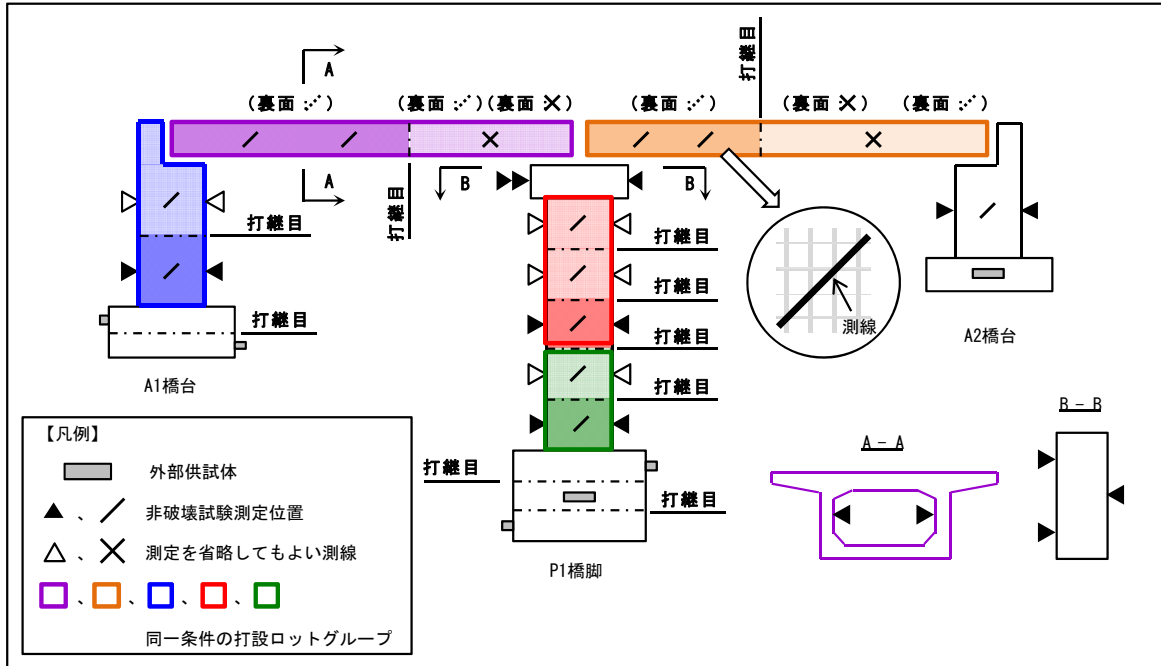 A
打継目
(裏面 ⋰) (裏面 ⋰) (裏面 ×) (裏面 ⋰) (裏面 ×) (裏面 ⋰)
A
B
B
打継目
打継目
打継目
打継目
測線
打継目
打継目
A2橋台
A1橋台
打継目
B－B
【凡例】
A－A
外部供試体
打継目
打継目
▲、／ 非破壊試験測定位置
△、× 測定を省略してもよい測線
P1橋脚
、 、 、 、
同一条件の打設ロットグループ